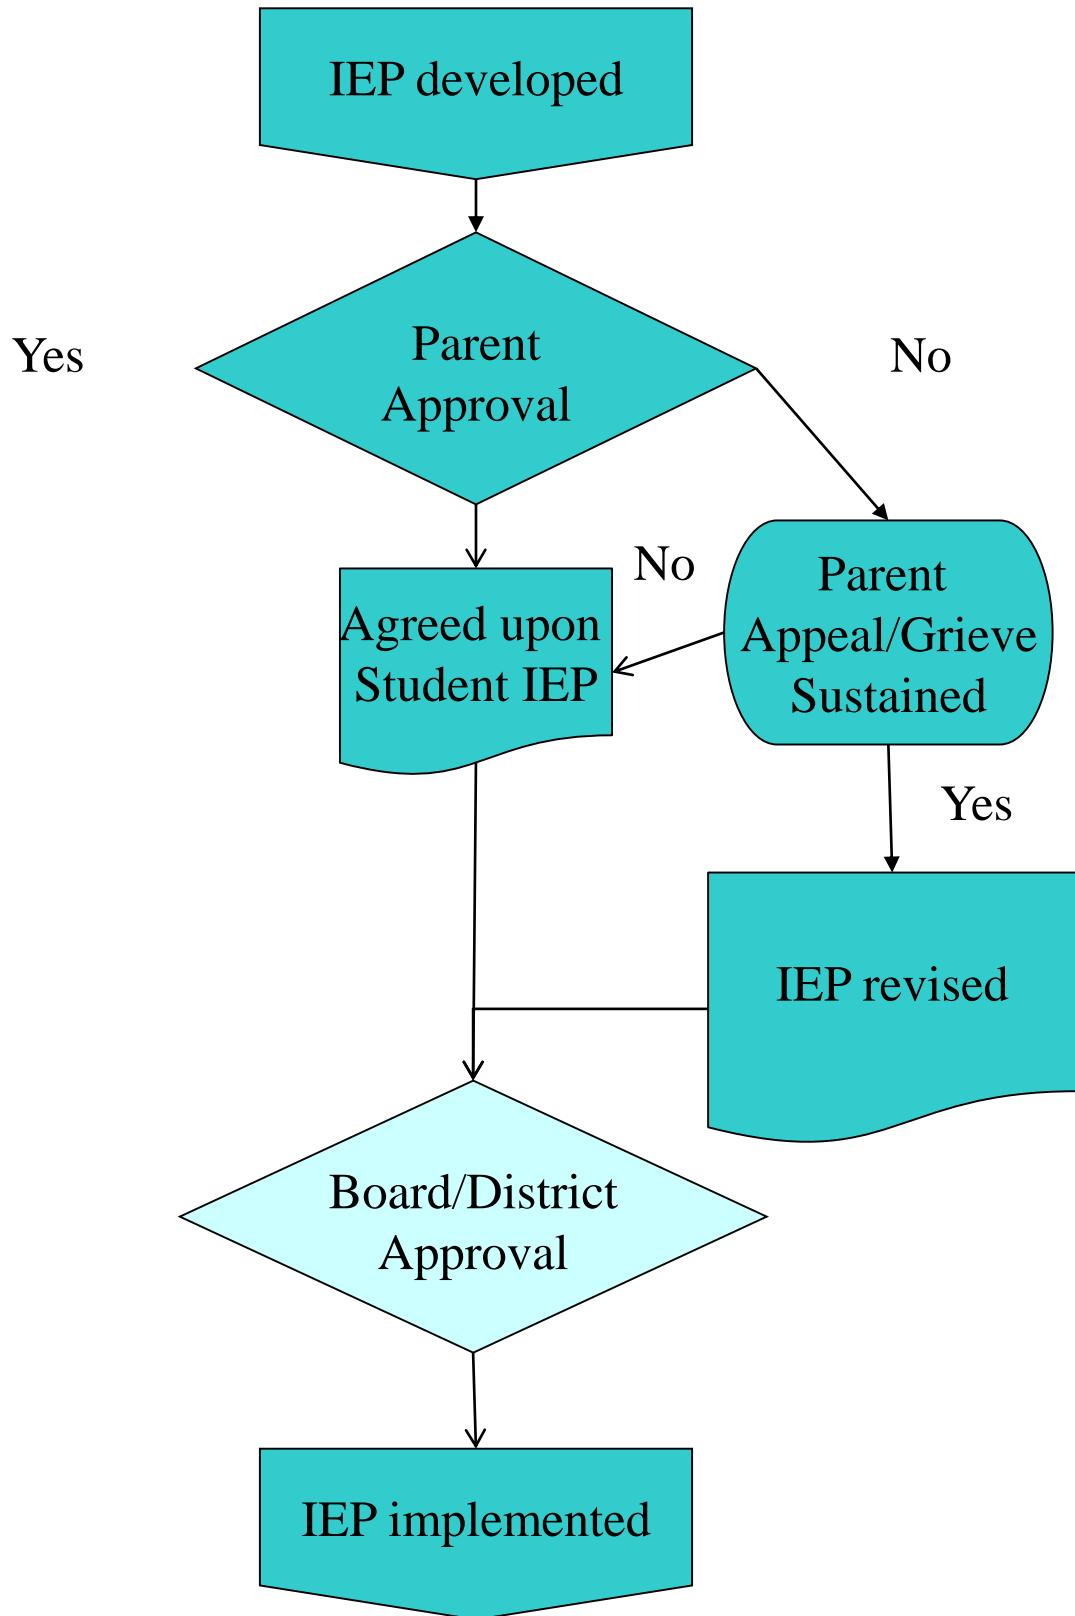 IEP developed
Yes
Parent
Approval
No
No
Parent
Appeal/Grieve
Sustained
Agreed upon
Student IEP
Yes
IEP revised
Board/District
Approval
IEP implemented